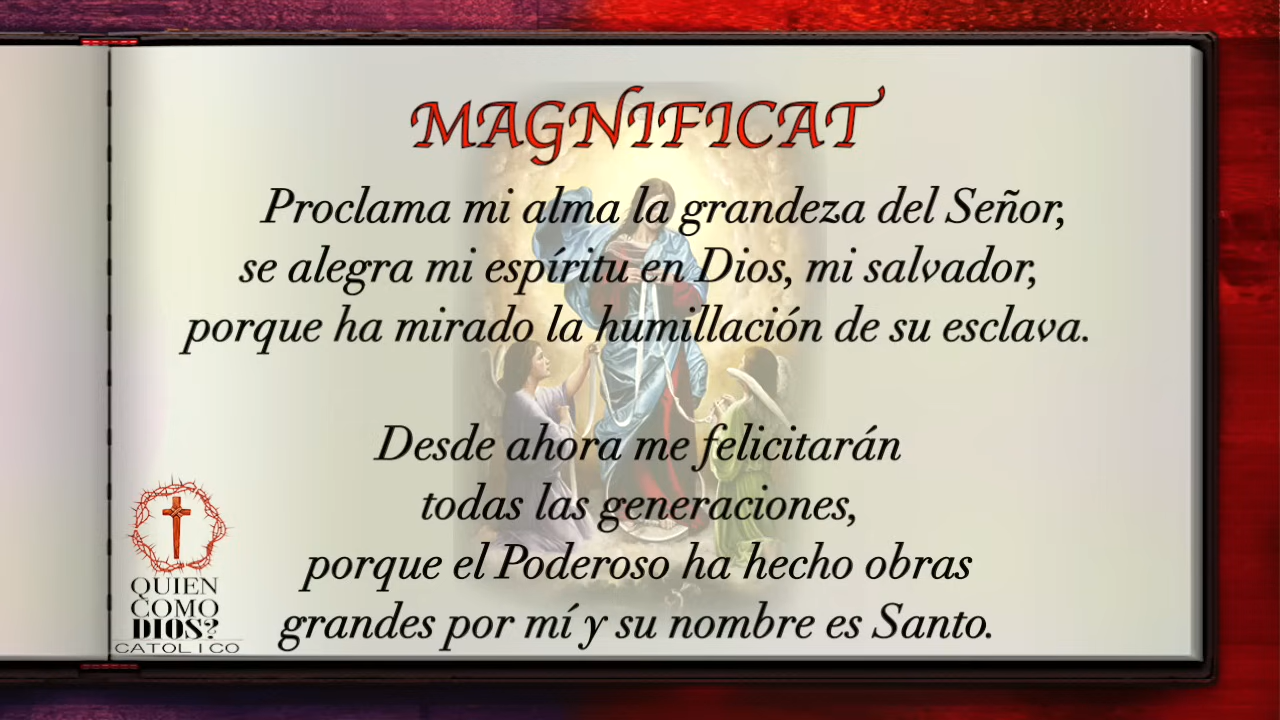 MAGNIFICAT
Proclama mi alma la grandeza del Señor,
se alegra mi espíritu en Dios, mi salvador,
porque ha mirado la humillación de su esclava.
Desde ahora me felicitarán
todas las generaciones,
porque el Poderoso ha hecho obras
grandes por mí y su nombre es Santo.
QUIEN
COMO
DIOS?
CATOLICO